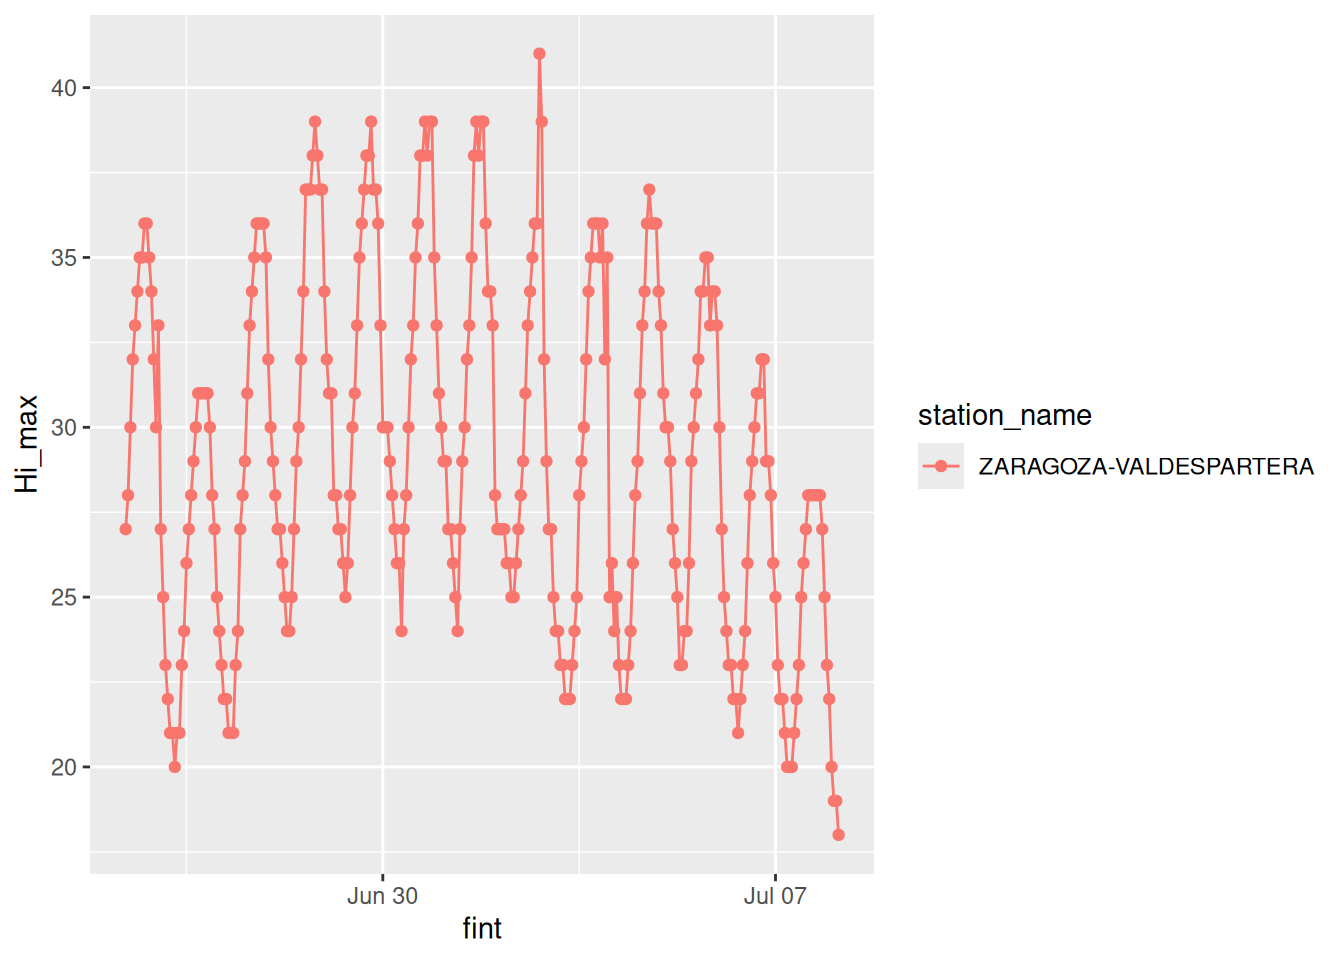 40
35
30
25
20
Hi_max
Jun 30
Jul 07
fint
station_name
ZARAGOZA-VALDESPARTERA